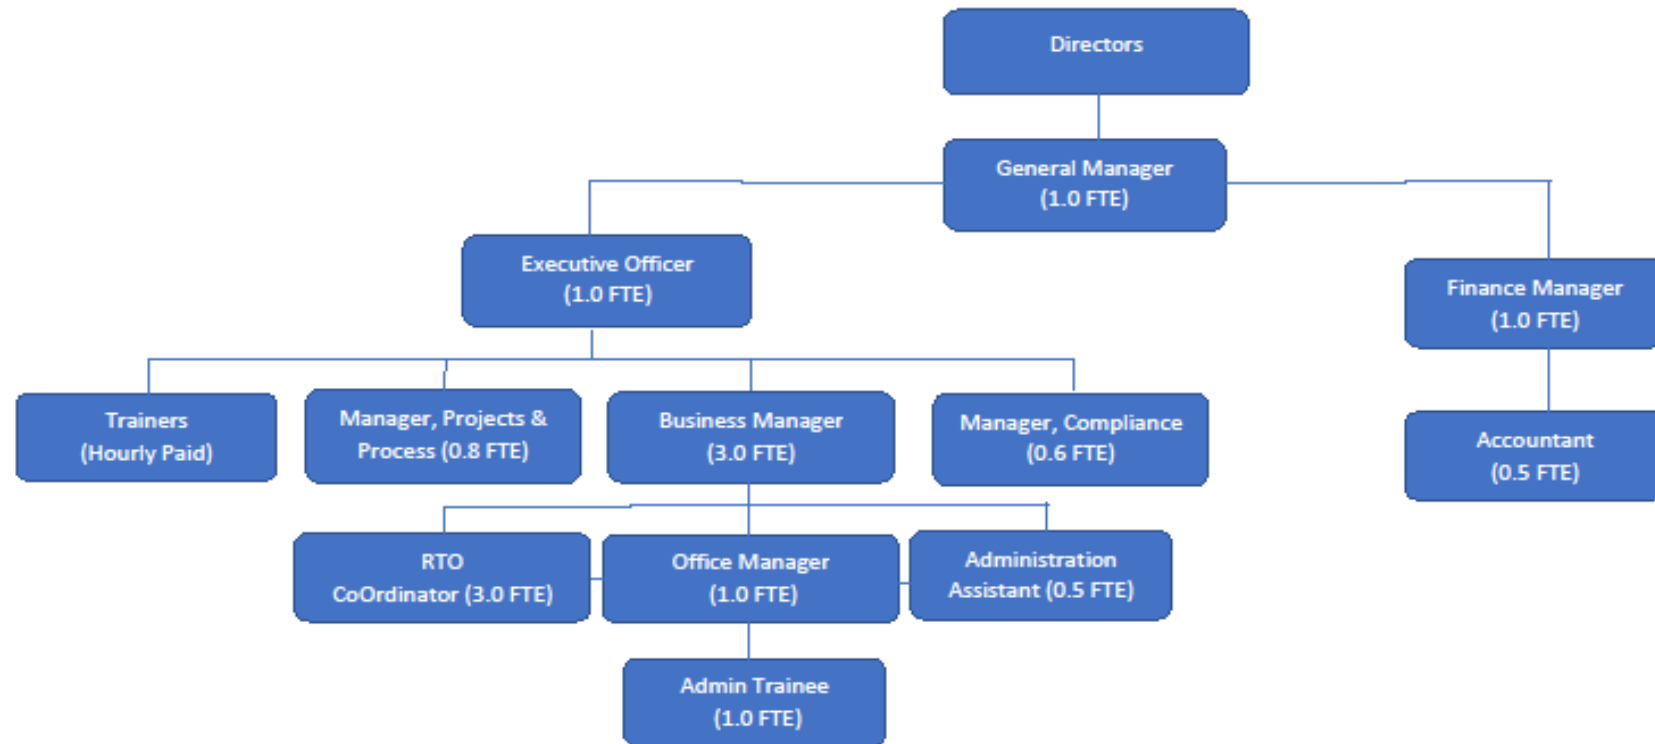 Directors
General Manager
(1.0 FTE)
Executive Officer
(1.0 FTE)
Finance Manager
(1.0 FTE)
Trainers
(Hourly Paid)
Manager, Projects &
Process (0.8 FTE)
Business Manager
(3.0 FTE)
Manager, Compliance
(0.6 FTE)
Accountant
(0.5 FTE)
RTO
CoOrdinator (3.0 FTE)
Office Manager
(1.0 FTE)
Administration
Assistant (0.5 FTE)
Admin Trainee
(1.0 FTE)